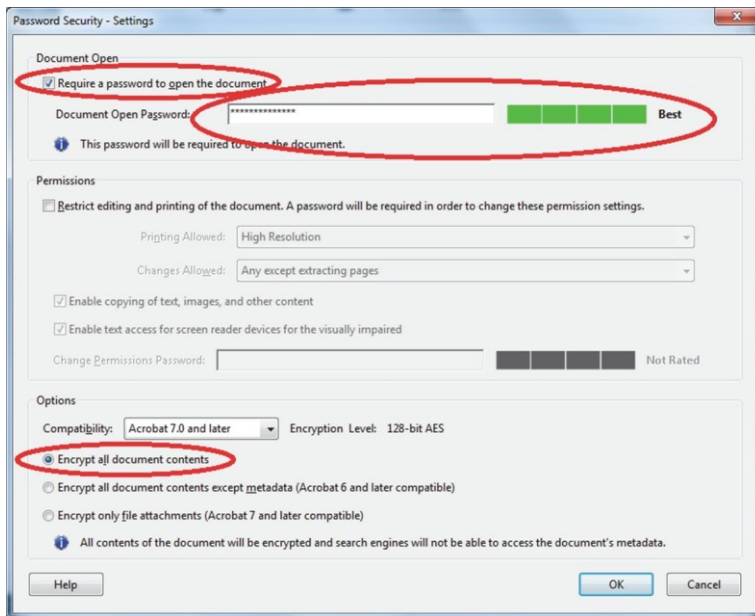 Password Security - Settings
Document Open
Require a password to open the document
Document Open Password: ************** Best
This password will be required to open the document.
Permissions
Restrict editing and printing of the document. A password will be required in order to change these permission settings.
Printing Allowed: High Resolution
Changes Allowed: Any except extracting pages
Enable copying of text, images, and other content
Enable text access for screen reader devices for the visually impaired
Change Permissions Password: Not Rated
Options
Compatibility: Acrobat 7.0 and later Encryption Level: 128-bit AES
Encrypt all document contents
Encrypt all document contents except metadata (Acrobat 6 and later compatible)
Encrypt only file attachments (Acrobat 7 and later compatible)
All contents of the document will be encrypted and search engines will not be able to access the document's metadata.
Help OK Cancel